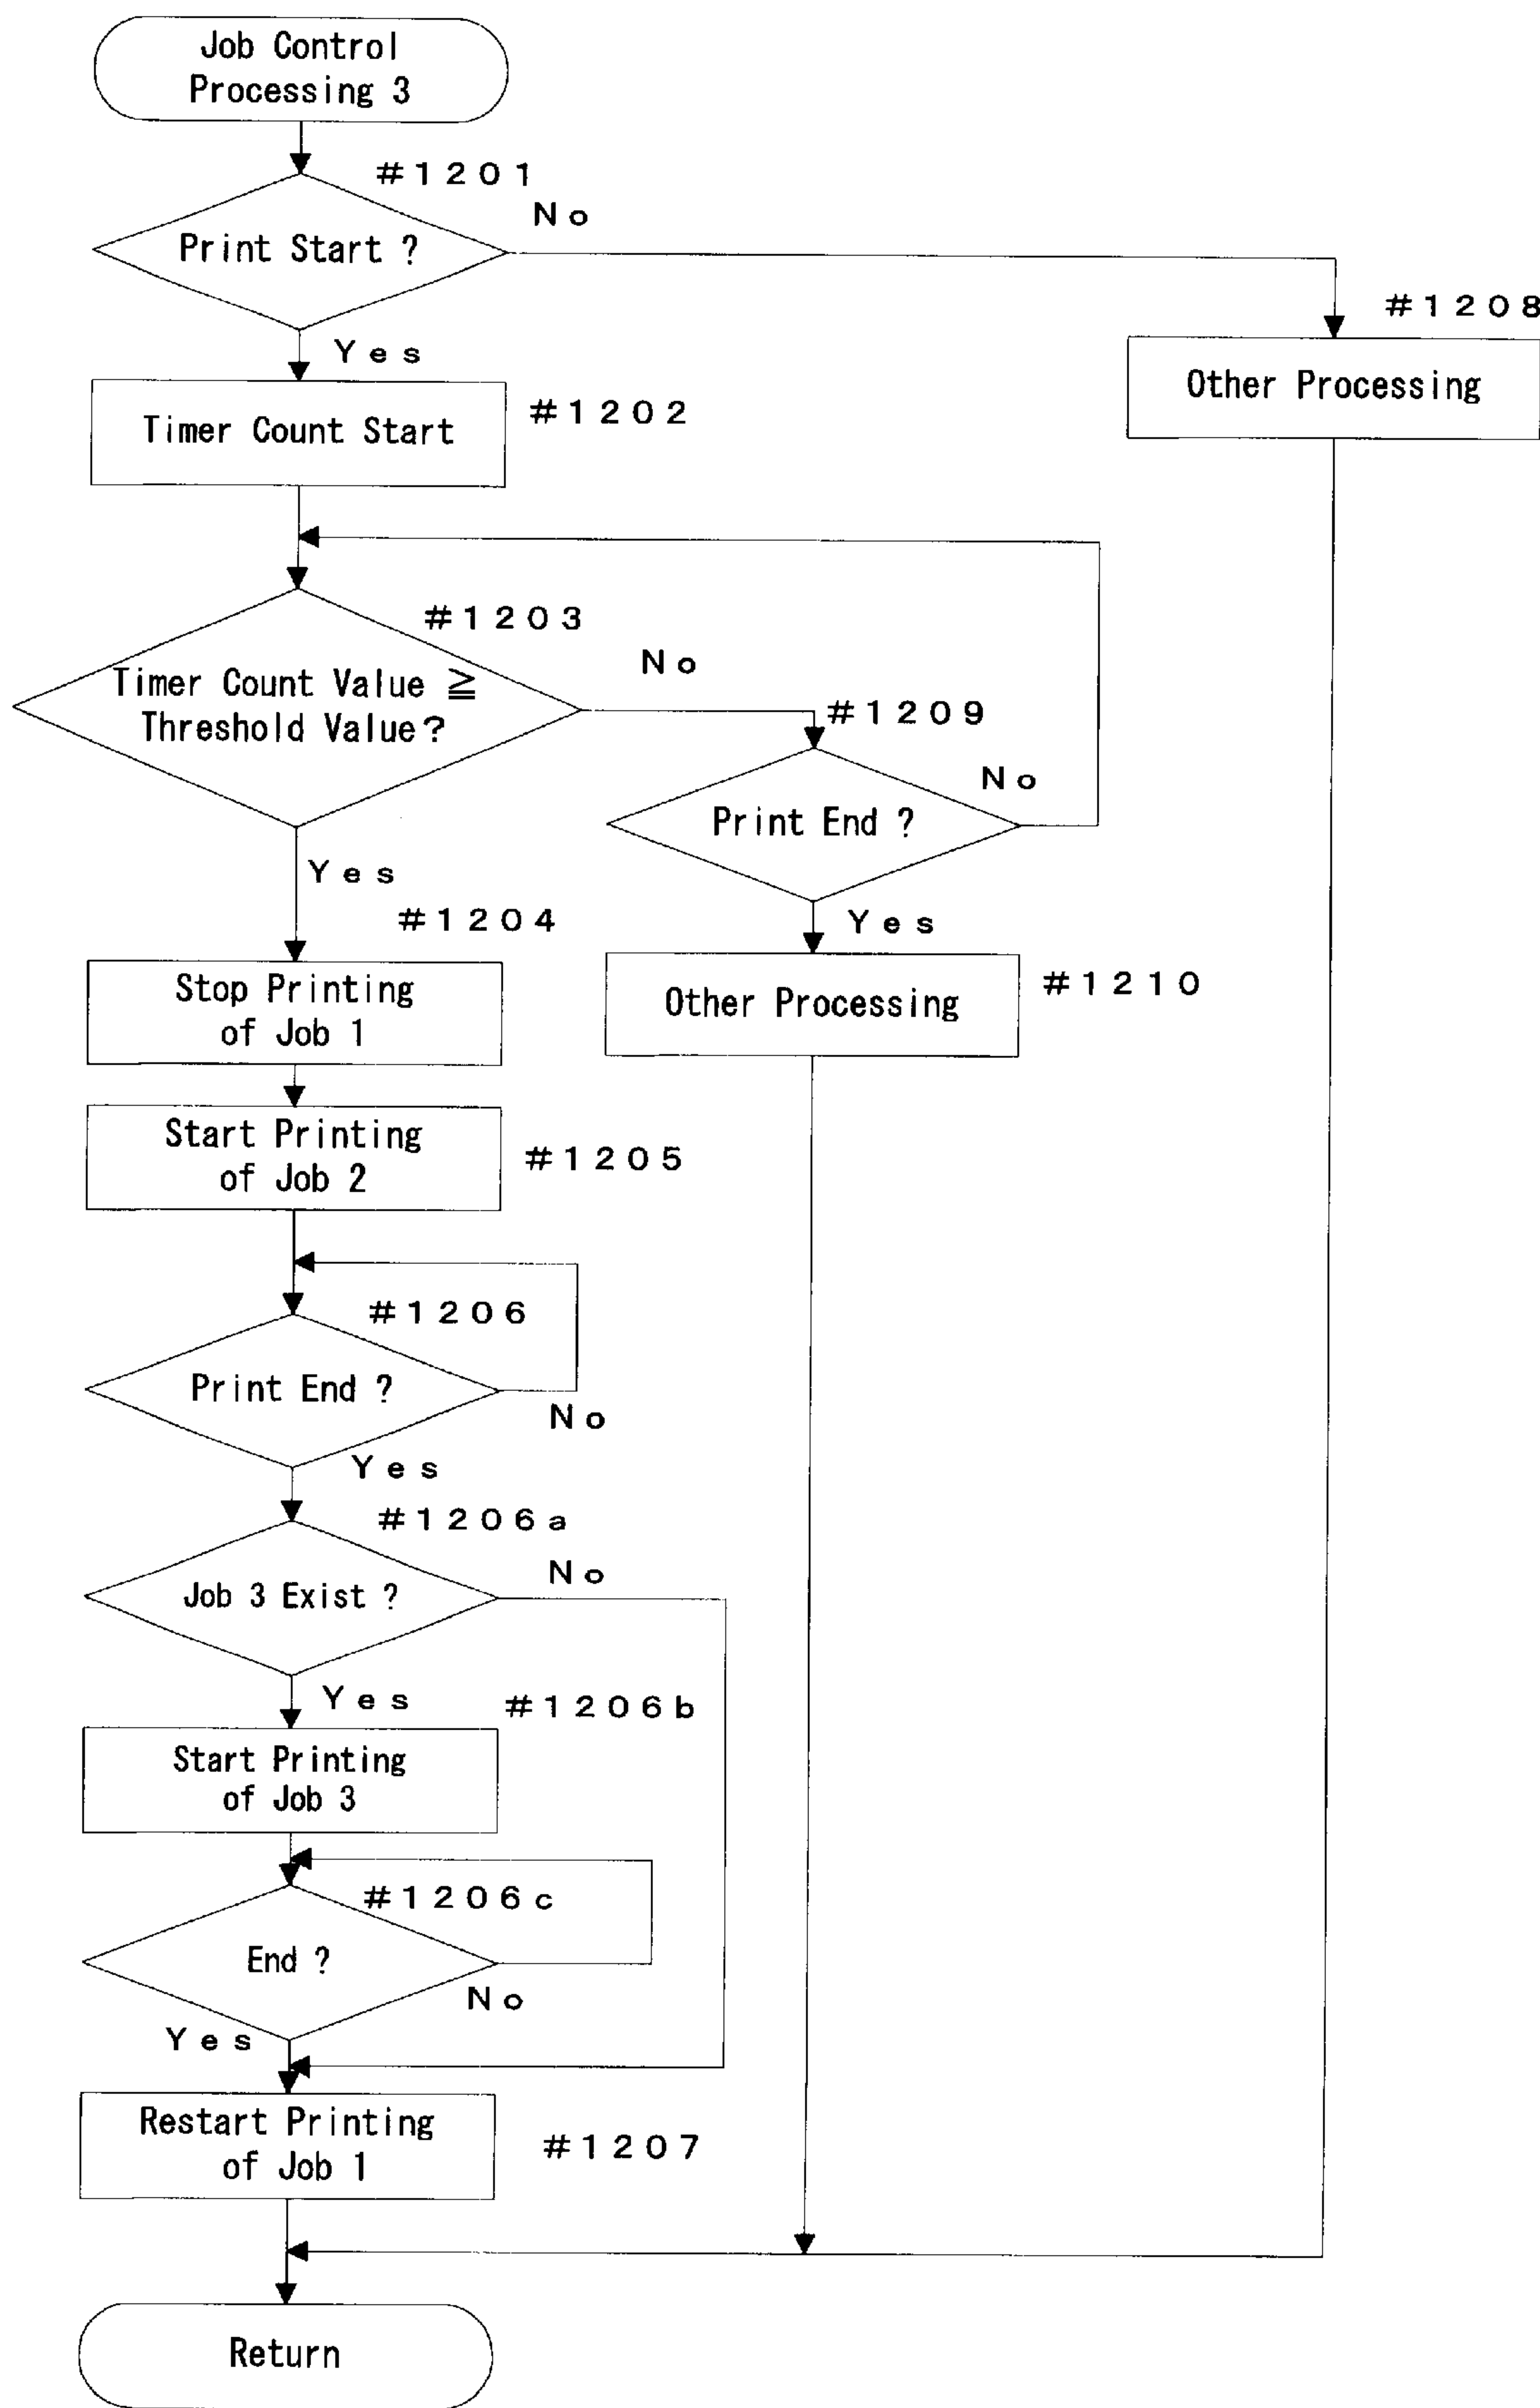 Job Control
Processing 3
#1201
No
Print Start ?
#1208
Yes
Other Processing
#1202
Timer Count Start
#1203
No
Timer Count Value ≧
Threshold Value?
#1209
No
Print End ?
Yes
#1204
Yes
Stop Printing
of Job 1
Other Processing
#1210
Start Printing
of Job 2
#1205
#1206
Print End ?
No
Yes
#1206a
No
Job 3 Exist ?
Yes
#1206b
Start Printing
of Job 3
#1206c
End ?
No
Yes
Restart Printing
of Job 1
#1207
Return